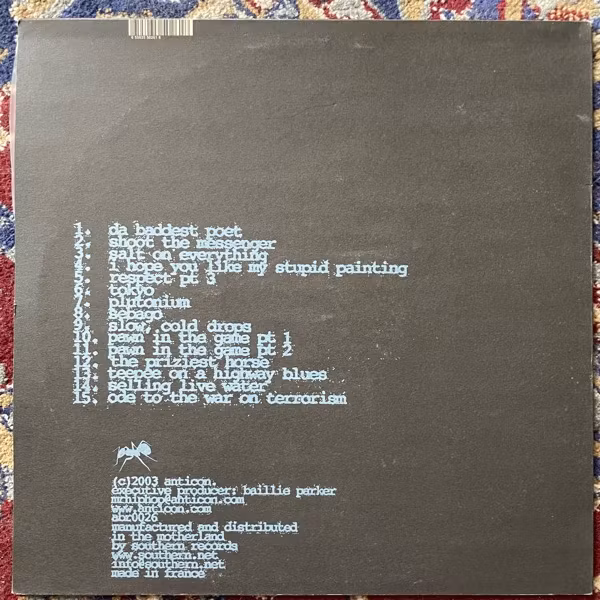 1. da baddest poet
2. shoot the messenger
3. salt on everything
4. i hope you like my stupid painting
5. respect pt 3
6. tokyo
7. plutonium
8. sebago
9. slow, cold drops
10. pawn in the game pt 1
11. pawn in the game pt 2
12. the prizziest horse
13. teepee on a highway blues
14. selling live water
15. ode to the war on terrorism
(c)2003 anticon.
executive producer: baillie parker
mrhiphop@anticon.com
www.anticon.com
abr0026
manufactured and distributed
in the motherland
by southern records
www.southern.net
info@southern.net
made in france